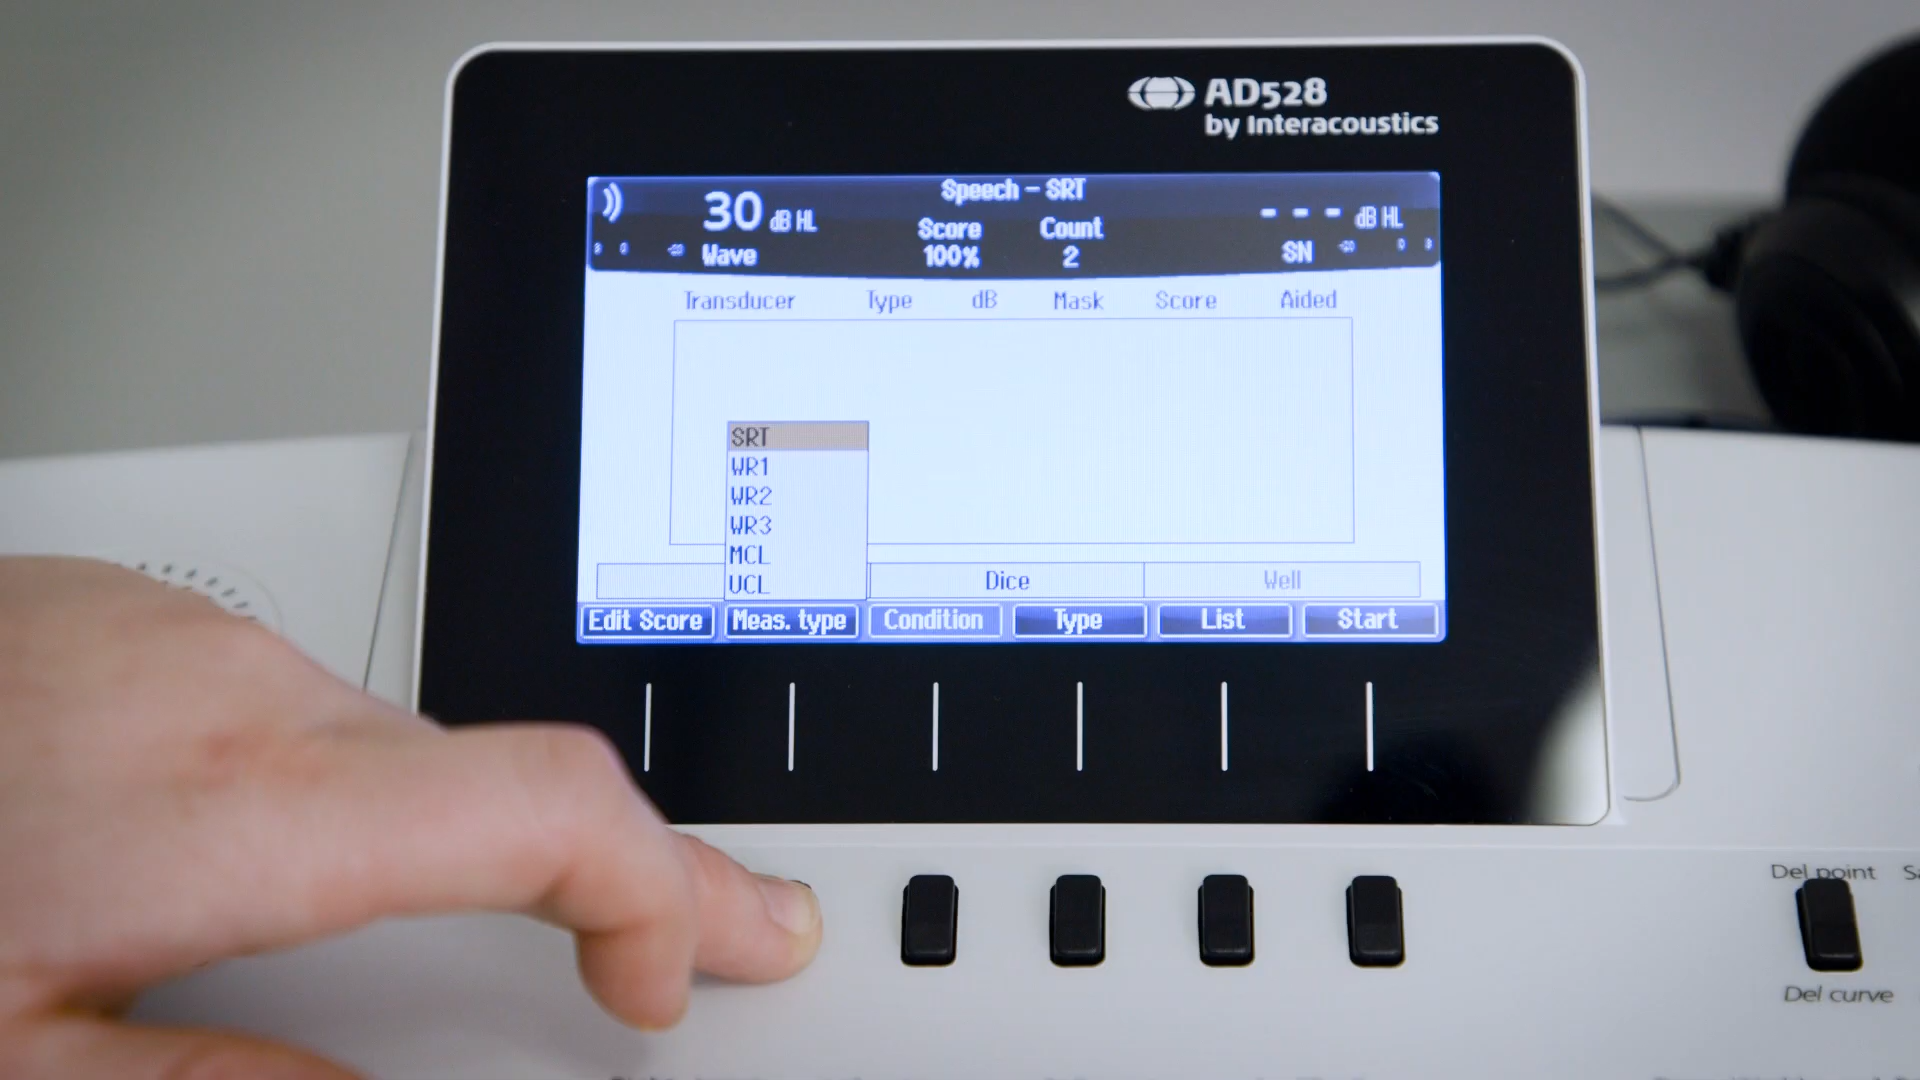 AD528
by Interacoustics
Speech - SRT
30 dB HL
Score
Count
- - - dB HL
Wave
100%
2
SN
Transducer Type dB Mask Score Aided
SRT
WR1
WR2
WR3
MCL
UCL
Dice
Well
Edit Score
Meas. type
Condition
Type
List
Start
Del point
Del curve